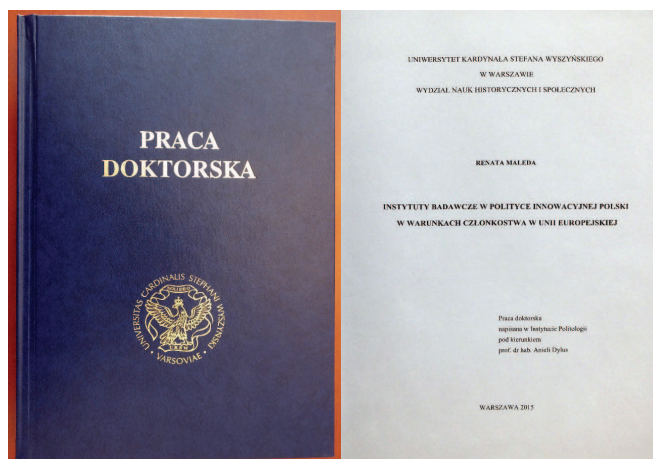 PRACA
DOKTORSKA
UNIVERSITAS CARDINALIS STEPHANI WYSZYŃSKI
VARSOVIAE
UNIWERSYTET KARDYNAŁA STEFANA WYSZYŃSKIEGO
W WARSZAWIE
WYDZIAŁ NAUK HISTORYCZNYCH I SPOŁECZNYCH
RENATA MALEDA
INSTYTUTY BADAWCZE W POLITYCE INNOWACYJNEJ POLSKI
W WARUNKACH CZŁONKOSTWA W UNII EUROPEJSKIEJ
Praca doktorska
napisana w Instytucie Politologii
pod kierunkiem
prof. dr hab. Anieli Dylus
WARSZAWA 2015